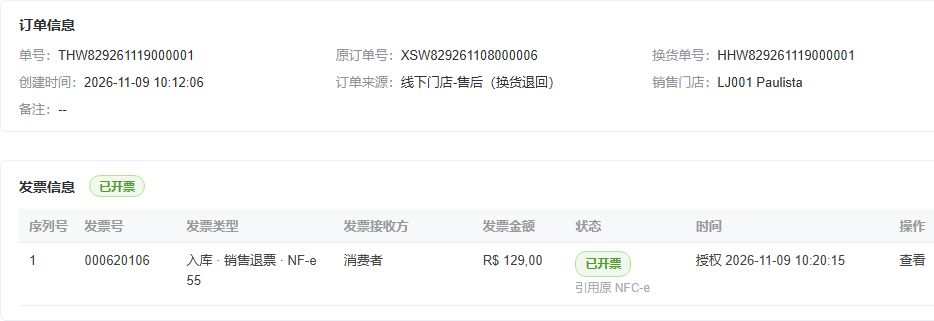 订单信息
单号：THW829261119000001 原订单号：XSW829261108000006 换货单号：HHW829261119000001
创建时间：2026-11-09 10:12:06 订单来源：线下门店-售后（换货退回） 销售门店：LJ001 Paulista
备注：--
发票信息 已开票
序列号 发票号 发票类型 发票接收方 发票金额 状态 时间 操作
1 000620106 入库 · 销售退票 · NF-e 消费者 R$ 129,00 已开票 授权 2026-11-09 10:20:15 查看
55 引用原 NFC-e